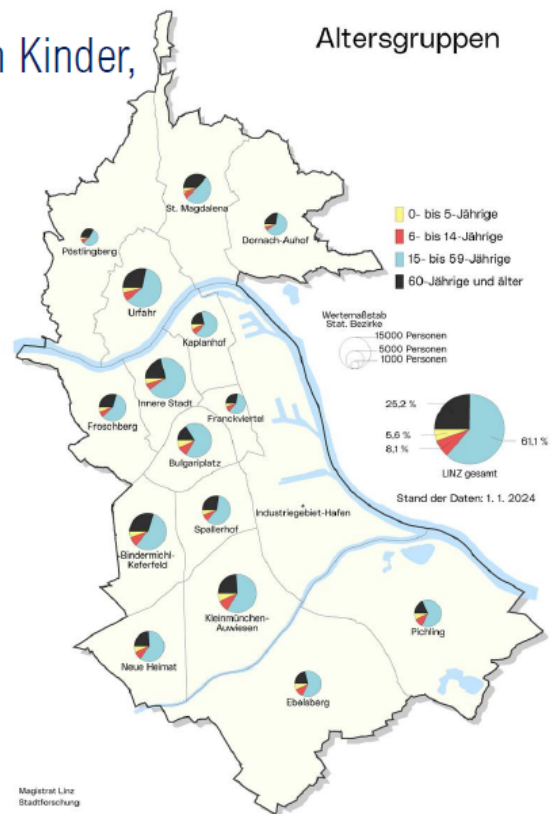 n Kinder,
Altersgruppen
St. Magdalena
Dornach-Auhof
Pöstlingberg
0- bis 5-Jährige
6- bis 14-Jährige
15- bis 59-Jährige
60-Jährige und älter
Urfahr
Wertemaßstab
Stat. Bezirke
15000 Personen
5000 Personen
1000 Personen
Kaplanhof
Innere Stadt
Franckviertel
Froschberg
25,2 %
5,6 %
8,1 %
61,1 %
LINZ gesamt
Bulgariplatz
Stand der Daten: 1. 1. 2024
Spallerhof
Industriegebiet-Hafen
Bindermichl-
Keferfeld
Kleinmünchen-
Auwiesen
Pichling
Neue Heimat
Ebelsberg
Magistrat Linz
Stadtforschung